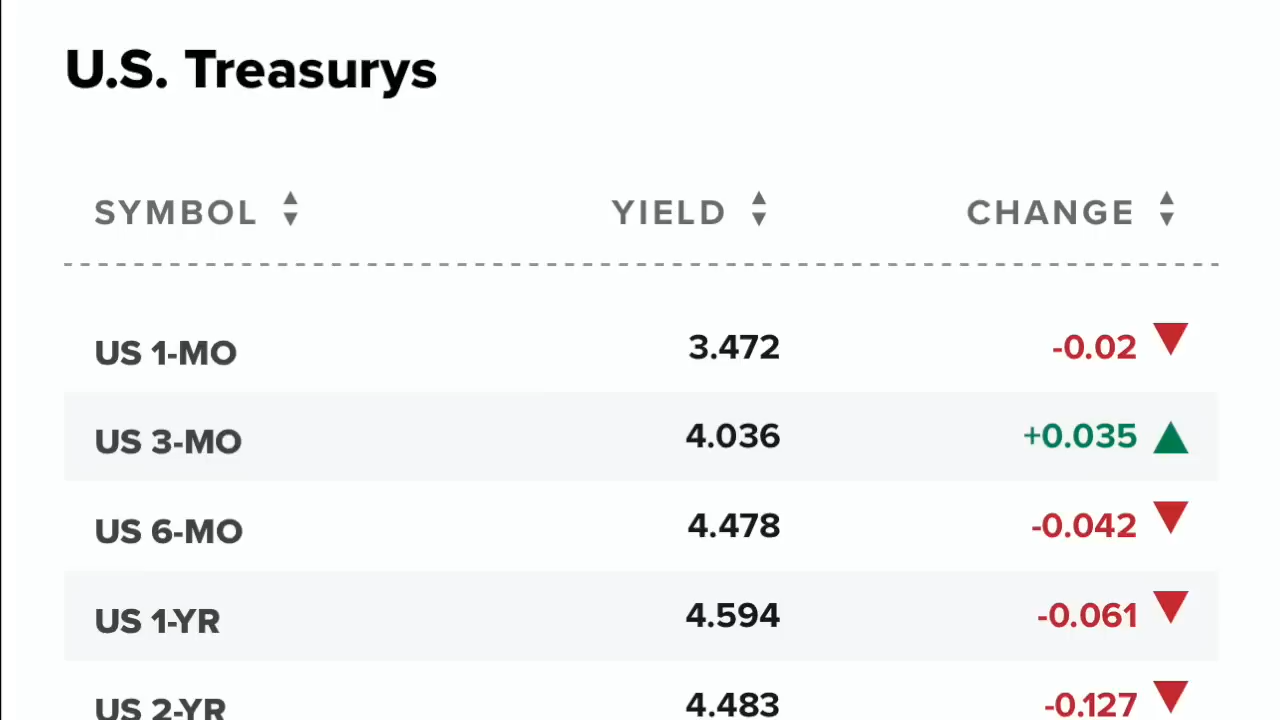 U.S. Treasurys
SYMBOL YIELD CHANGE
US 1-MO 3.472 -0.02
US 3-MO 4.036 +0.035
US 6-MO 4.478 -0.042
US 1-YR 4.594 -0.061
US 2-YR 4.483 -0.127